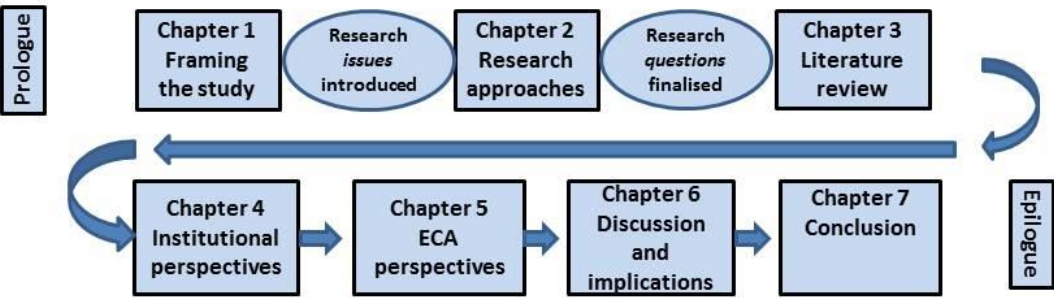 Prologue
Chapter 1
Framing
the study
Research
issues
introduced
Chapter 2
Research
approaches
Research
questions
finalised
Chapter 3
Literature
review
Chapter 4
Institutional
perspectives
Chapter 5
ECA
perspectives
Chapter 6
Discussion
and
implications
Chapter 7
Conclusion
Epilogue